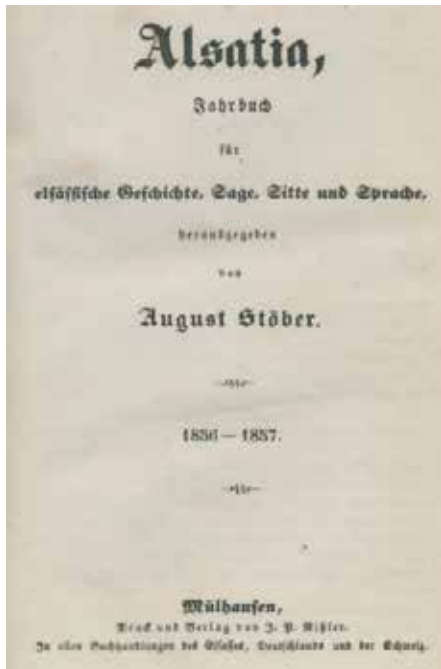 Alsatia,
Jahrbuch
für
elsässische Geschichte, Sage, Sitte und Sprache,
herausgegeben
von
August Stöber.
1856 — 1857.
Mülhausen,
Druck und Verlag von J. P. Rißler.
In allen Buchhandlungen des Elsasses, Deutschlands und der Schweiz.